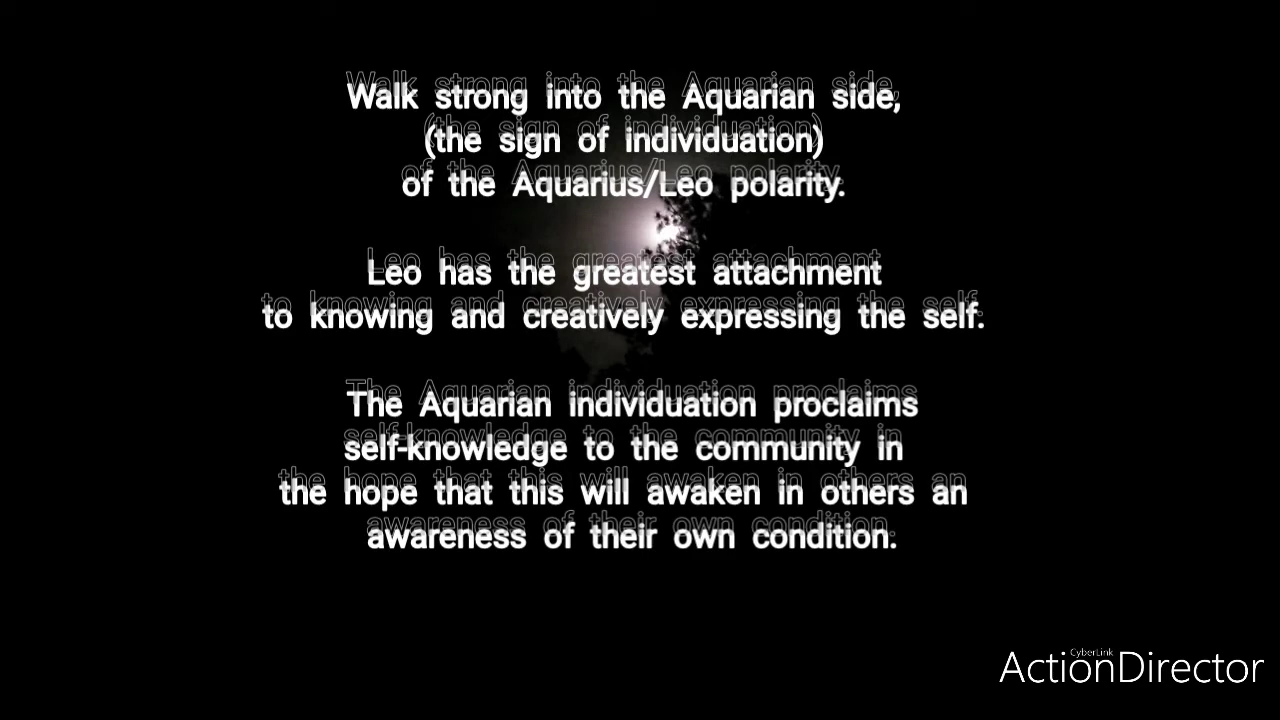 Walk strong into the Aquarian side,
(the sign of individuation)
of the Aquarius/Leo polarity.
Leo has the greatest attachment
to knowing and creatively expressing the self.
The Aquarian individuation proclaims
self-knowledge to the community in
the hope that this will awaken in others an
awareness of their own condition.
CyberLink
ActionDirector